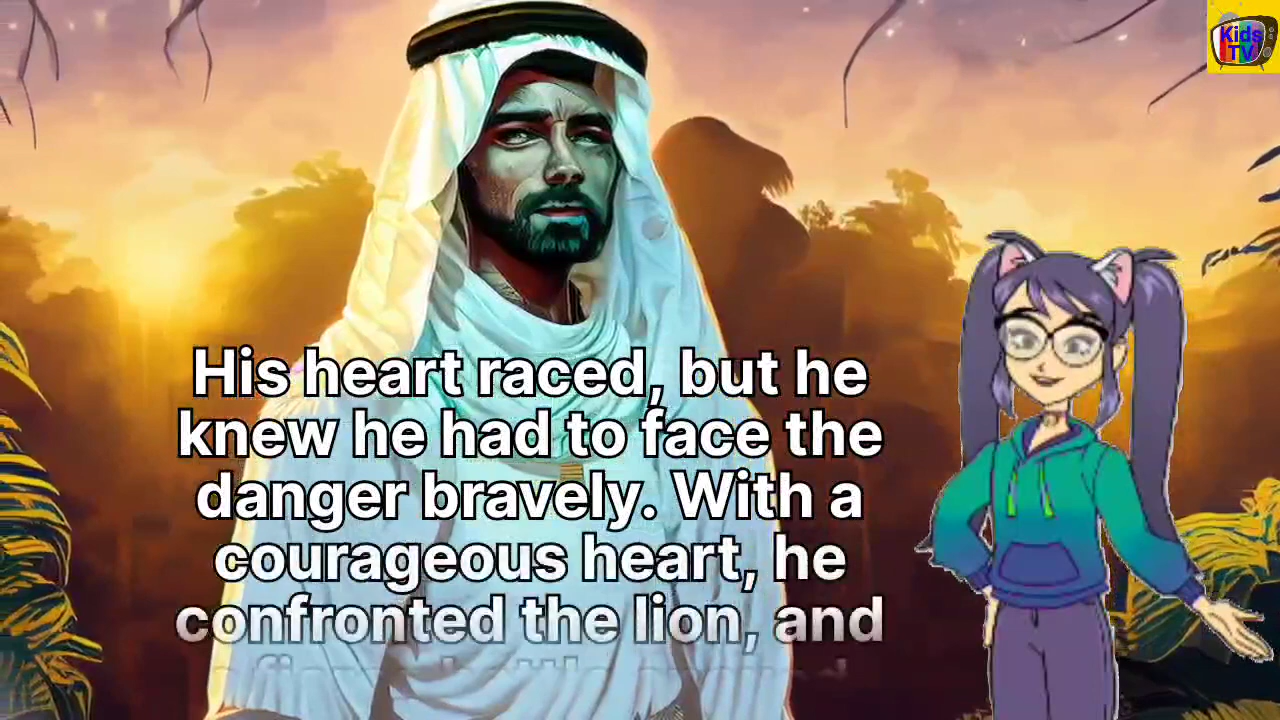 Kids
TV
His heart raced, but he
knew he had to face the
danger bravely. With a
courageous heart, he
confronted the lion, and